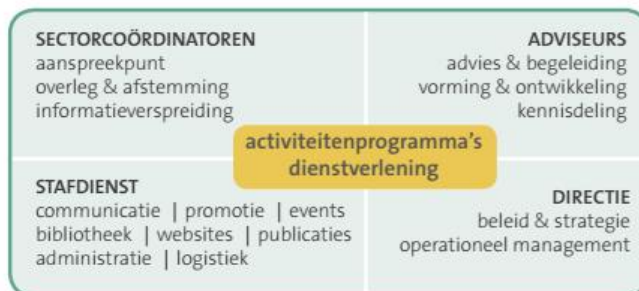 SECTORCOÖRDINATOREN
aanspreekpunt
overleg & afstemming
informatieverspreiding
ADVISEURS
advies & begeleiding
vorming & ontwikkeling
kennisdeling
activiteitenprogramma's
dienstverlening
STAFDIENST
communicatie | promotie | events
bibliotheek | websites | publicaties
administratie | logistiek
DIRECTIE
beleid & strategie
operationeel management